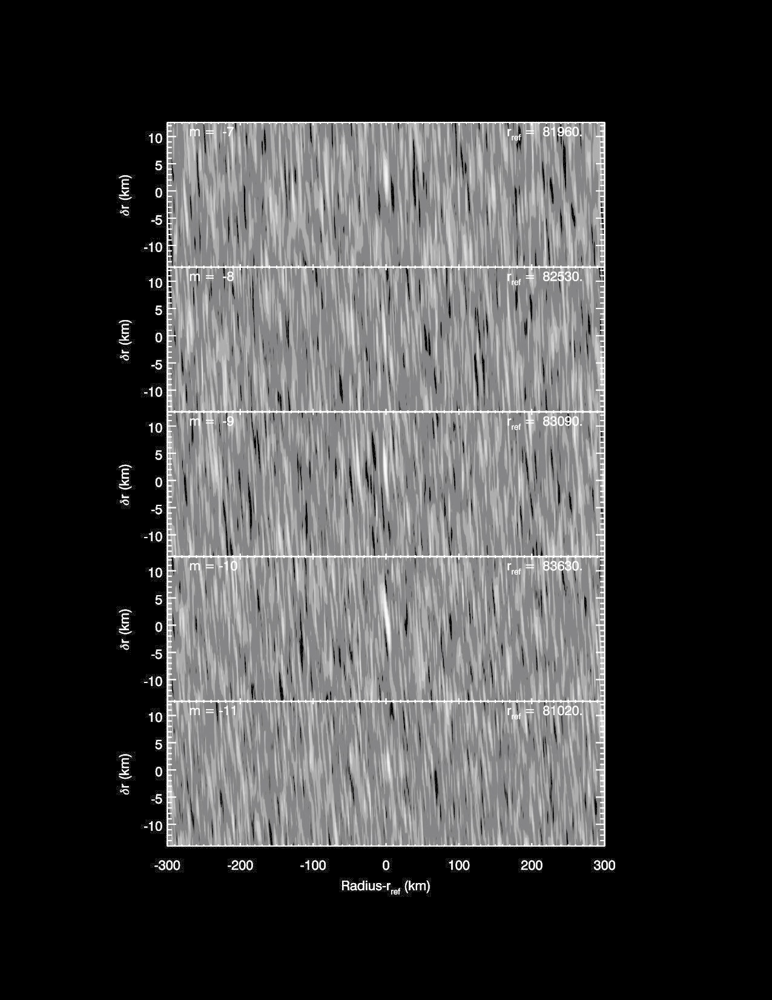 m = -7 r_ref = 81960.
10
5
0
-5
-10
δr (km)
m = -8 r_ref = 82530.
10
5
0
-5
-10
δr (km)
m = -9 r_ref = 83090.
10
5
0
-5
-10
δr (km)
m = -10 r_ref = 83630.
10
5
0
-5
-10
δr (km)
m = -11 r_ref = 81020.
10
5
0
-5
-10
δr (km)
-300 -200 -100 0 100 200 300
Radius-r_ref (km)